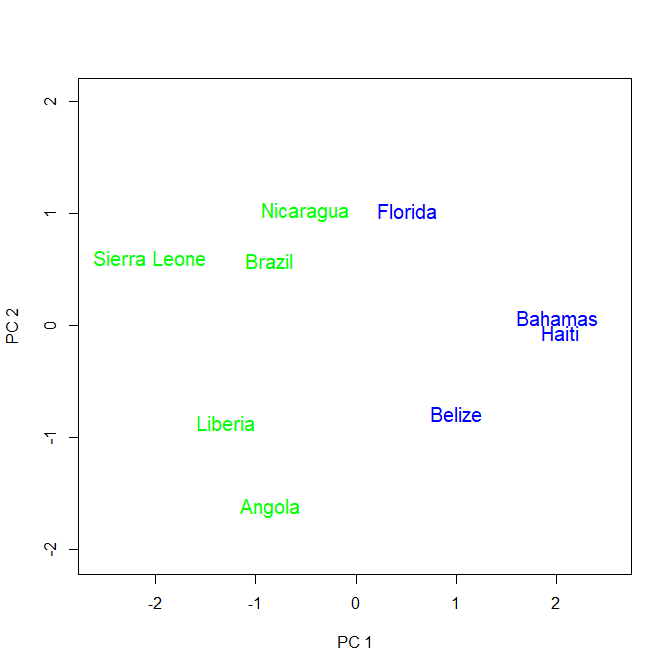 2
1
0
-1
-2
PC 2
Nicaragua
Florida
Sierra Leone
Brazil
Bahamas
Haiti
Belize
Liberia
Angola
-2 -1 0 1 2
PC 1